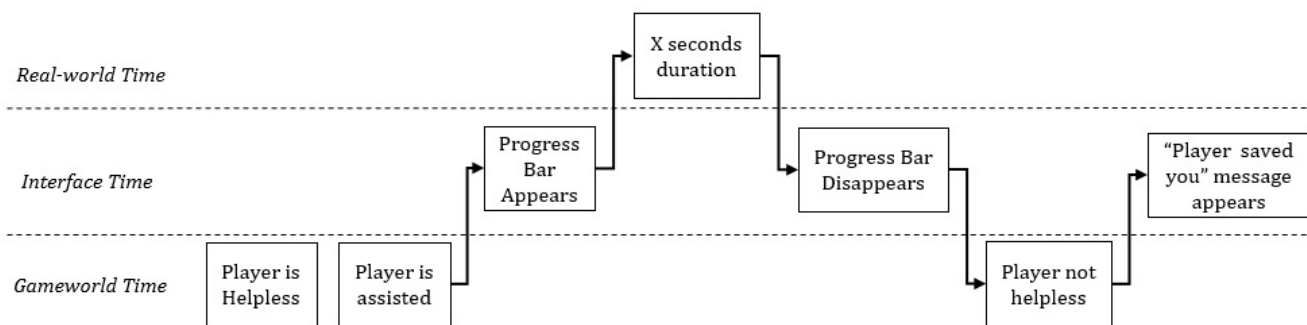 Real-world Time
X seconds
duration
Interface Time
Progress
Bar
Appears
Progress Bar
Disappears
“Player saved
you” message
appears
Gameworld Time
Player is
Helpless
Player is
assisted
Player not
helpless